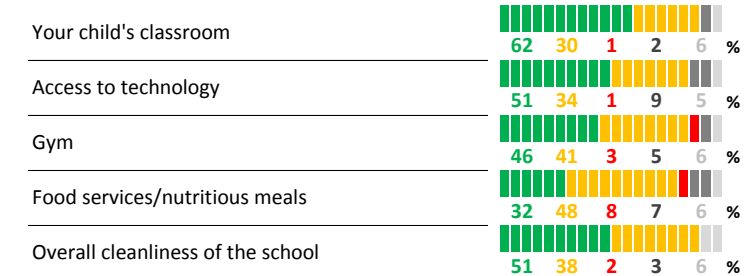 Your child's classroom
62 30 1 2 6 %
Access to technology
51 34 1 9 5 %
Gym
46 41 3 5 6 %
Food services/nutritious meals
32 48 8 7 6 %
Overall cleanliness of the school
51 38 2 3 6 %